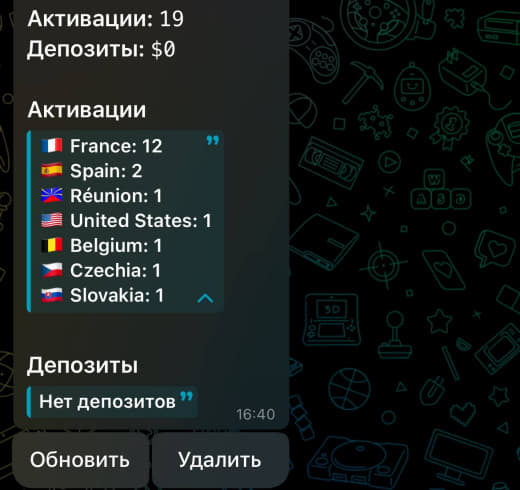 Активации: 19
Депозиты: $0
Активации
France: 12
Spain: 2
Réunion: 1
United States: 1
Belgium: 1
Czechia: 1
Slovakia: 1
Депозиты
Нет депозитов
16:40
Обновить
Удалить